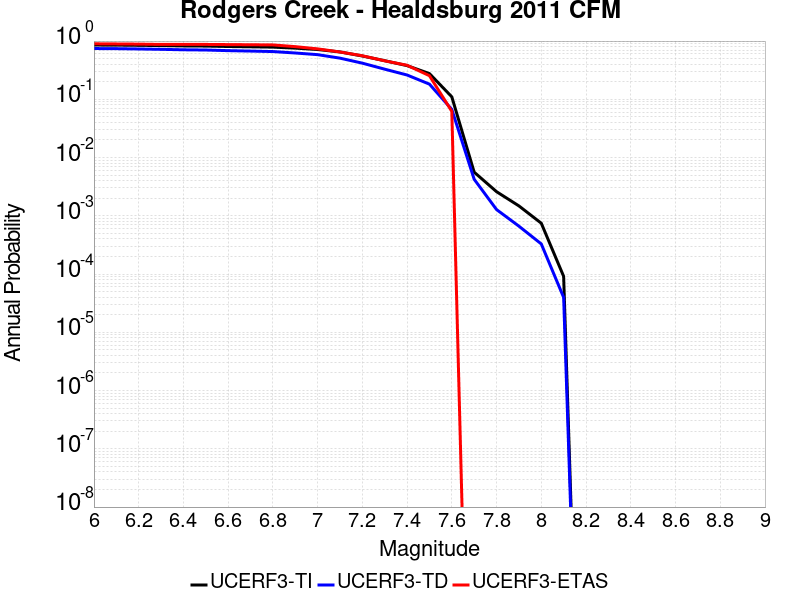 Rodgers Creek - Healdsburg 2011 CFM
10^0
10^-1
10^-2
10^-3
10^-4
10^-5
10^-6
10^-7
10^-8
Annual Probability
6 6.2 6.4 6.6 6.8 7 7.2 7.4 7.6 7.8 8 8.2 8.4 8.6 8.8 9
Magnitude
UCERF3-TI UCERF3-TD UCERF3-ETAS